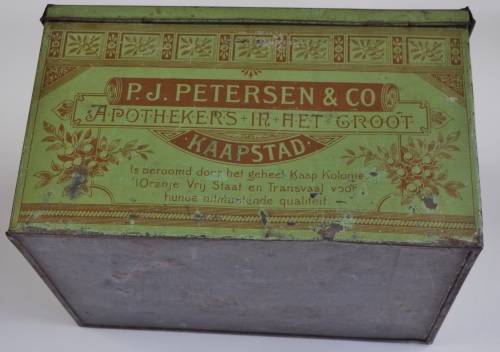 P.J. PETERSEN & CO
APOTHEKERS IN HET GROOT
KAAPSTAD.
Is beroomd door het geheel Kaap Kolonie
Oranje Vrij Staat en Transvaal voor
hunne uitmuntende qualiteit.